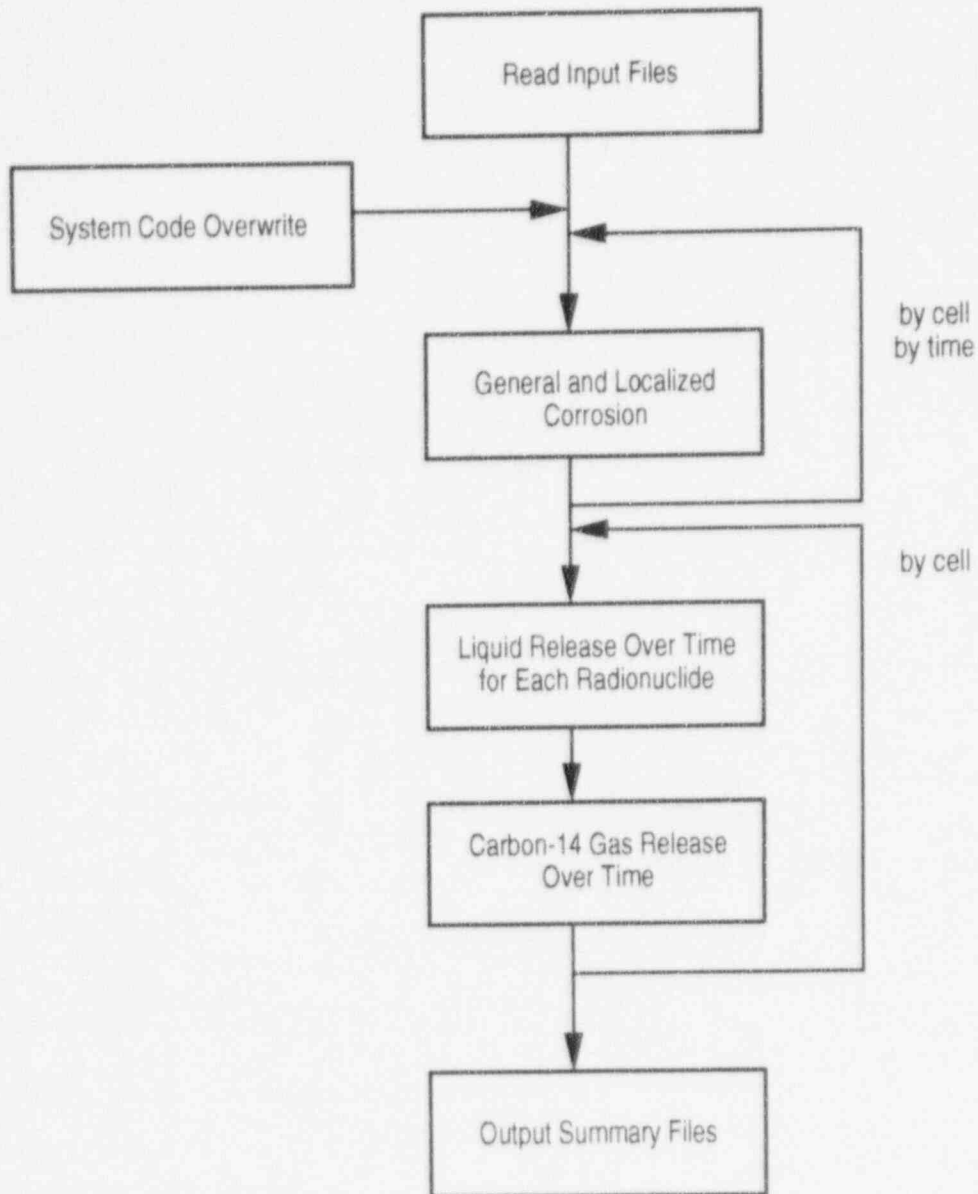 Read Input Files
System Code Overwrite
by cell
by time
General and Localized
Corrosion
by cell
Liquid Release Over Time
for Each Radionuclide
Carbon-14 Gas Release
Over Time
Output Summary Files